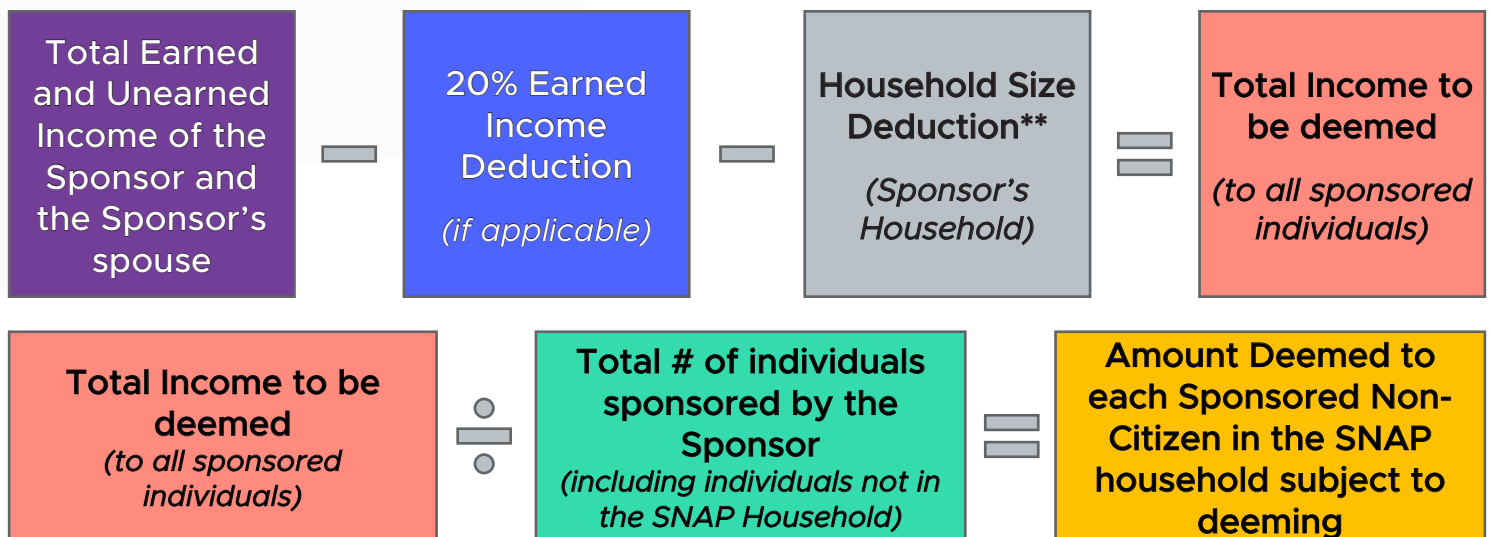 Total Earned
and Unearned
Income of the
Sponsor and
the Sponsor's
spouse
20% Earned
Income
Deduction
(if applicable)
Household Size
Deduction**
(Sponsor's
Household)
Total Income to
be deemed
(to all sponsored
individuals)
Total Income to be
deemed
(to all sponsored
individuals)
Total # of individuals
sponsored by the
Sponsor
(including individuals not in
the SNAP Household)
Amount Deemed to
each Sponsored Non-
Citizen in the SNAP
household subject to
deeming